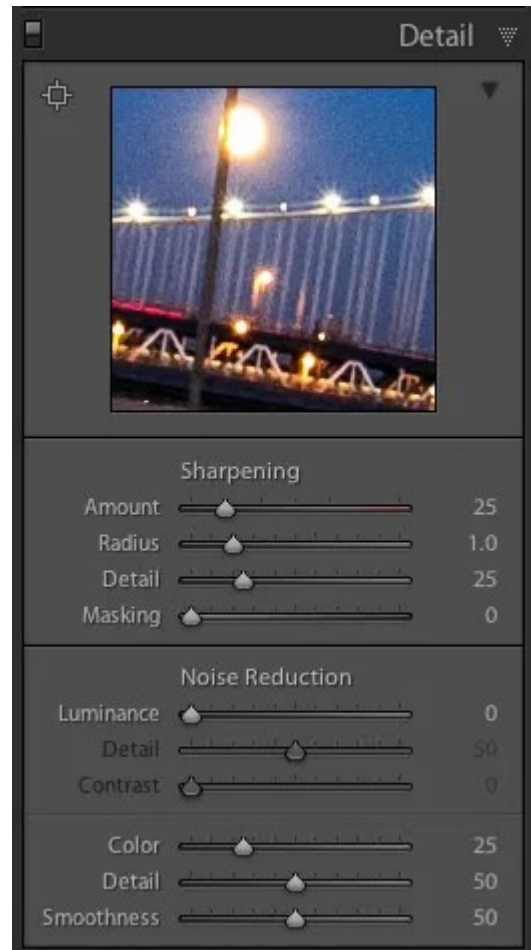 Detail
Sharpening
Amount 25
Radius 1.0
Detail 25
Masking 0
Noise Reduction
Luminance 0
Detail 50
Contrast 0
Color 25
Detail 50
Smoothness 50